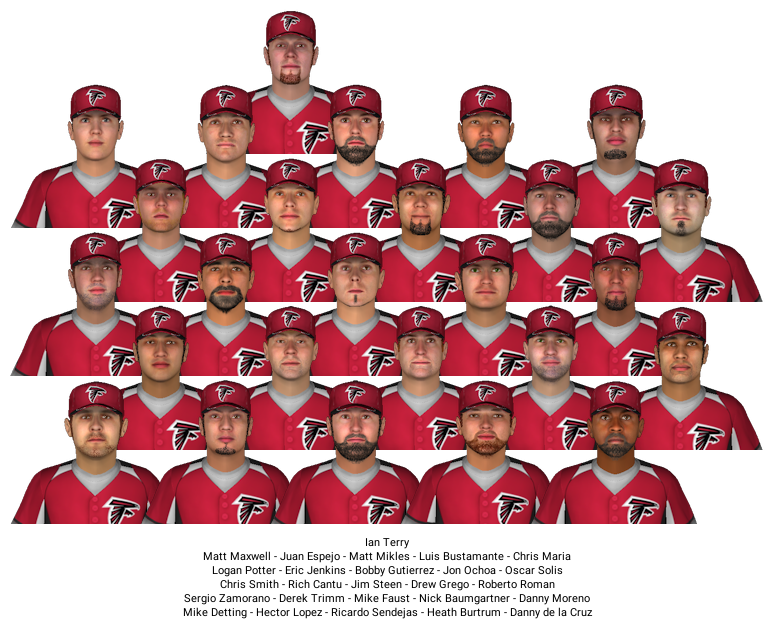 Ian Terry
Matt Maxwell - Juan Espejo - Matt Mikles - Luis Bustamante - Chris Maria
Logan Potter - Eric Jenkins - Bobby Gutierrez - Jon Ochoa - Oscar Solis
Chris Smith - Rich Cantu - Jim Steen - Drew Grego - Roberto Roman
Sergio Zamorano - Derek Trimm - Mike Faust - Nick Baumgartner - Danny Moreno
Mike Detting - Hector Lopez - Ricardo Sendejas - Heath Burtrum - Danny de la Cruz